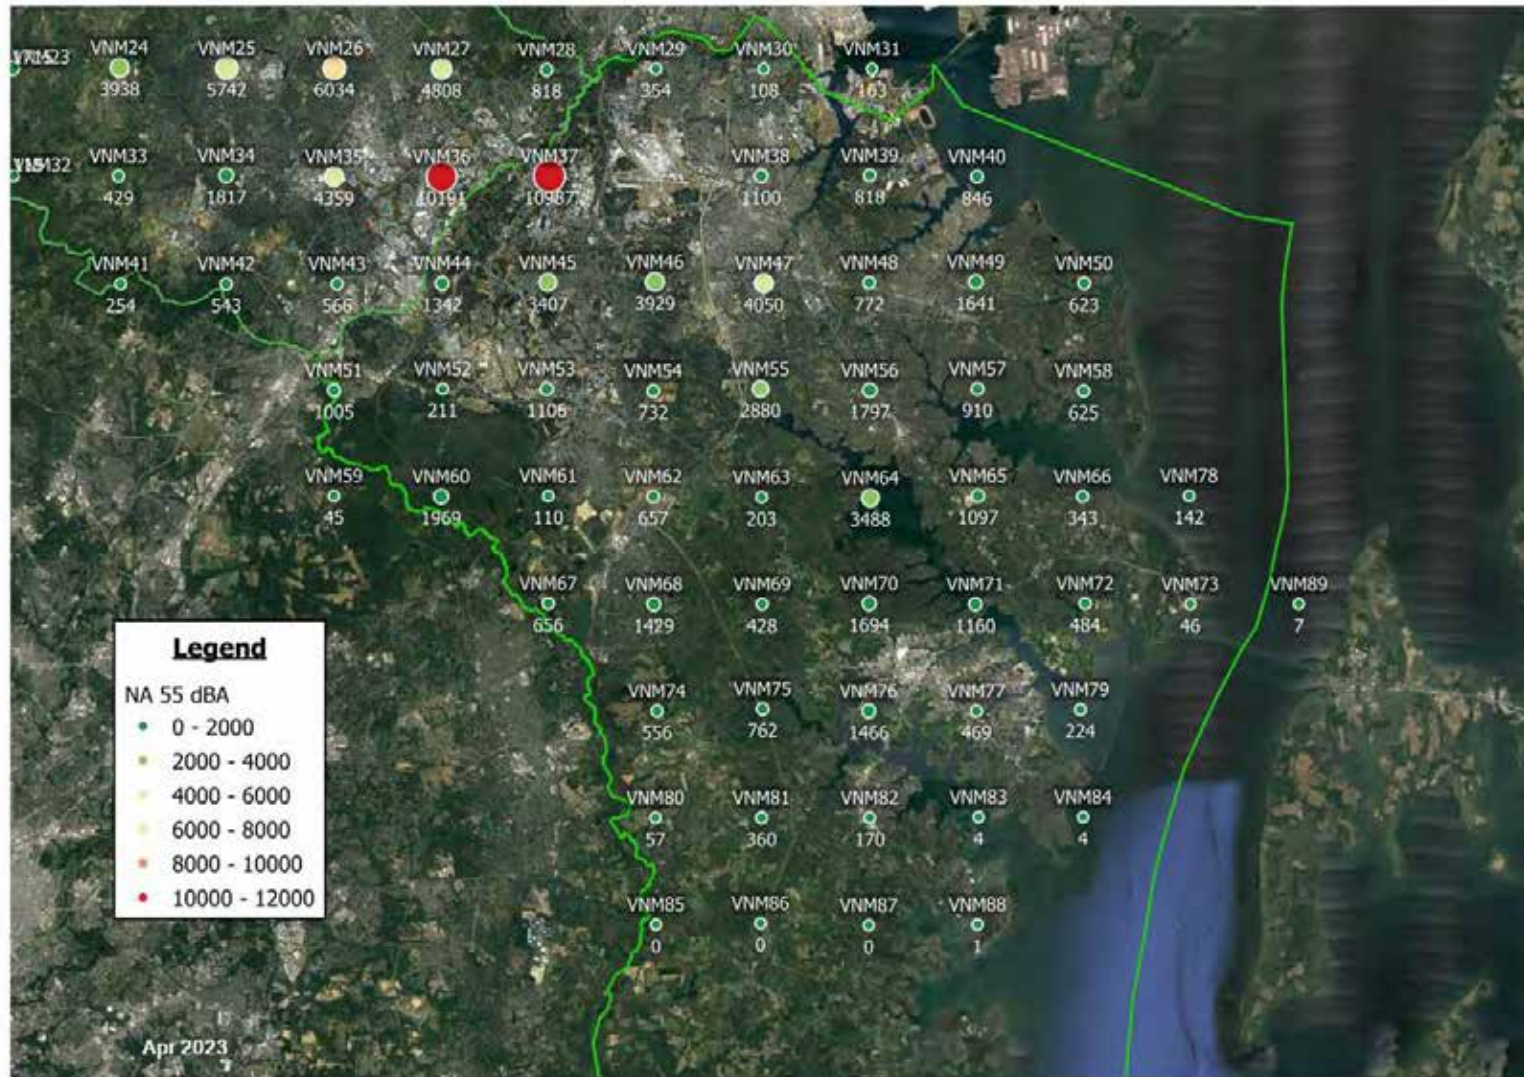 VNM24 VNM25 VNM26 VNM27 VNM28 VNM29 VNM30 VNM31
3938 5742 6034 4808 818 354 108 163
VNM33 VNM34 VNM35 VNM36 VNM37 VNM38 VNM39 VNM40
429 1817 4359 10191 10987 1100 818 846
VNM41 VNM42 VNM43 VNM44 VNM45 VNM46 VNM47 VNM48 VNM49 VNM50
254 543 566 1342 3407 3929 4050 772 1641 623
VNM51 VNM52 VNM53 VNM54 VNM55 VNM56 VNM57 VNM58
1005 211 1106 732 2880 1797 910 625
VNM59 VNM60 VNM61 VNM62 VNM63 VNM64 VNM65 VNM66 VNM78
45 1969 110 657 203 3488 1097 343 142
VNM67 VNM68 VNM69 VNM70 VNM71 VNM72 VNM73 VNM89
656 1429 428 1694 1160 484 46 7
VNM74 VNM75 VNM76 VNM77 VNM79
556 762 1466 469 224
VNM80 VNM81 VNM82 VNM83 VNM84
57 360 170 4 4
VNM85 VNM86 VNM87 VNM88
0 0 0 1
Legend
NA 55 dBA
0 - 2000
2000 - 4000
4000 - 6000
6000 - 8000
8000 - 10000
10000 - 12000
Apr 2023